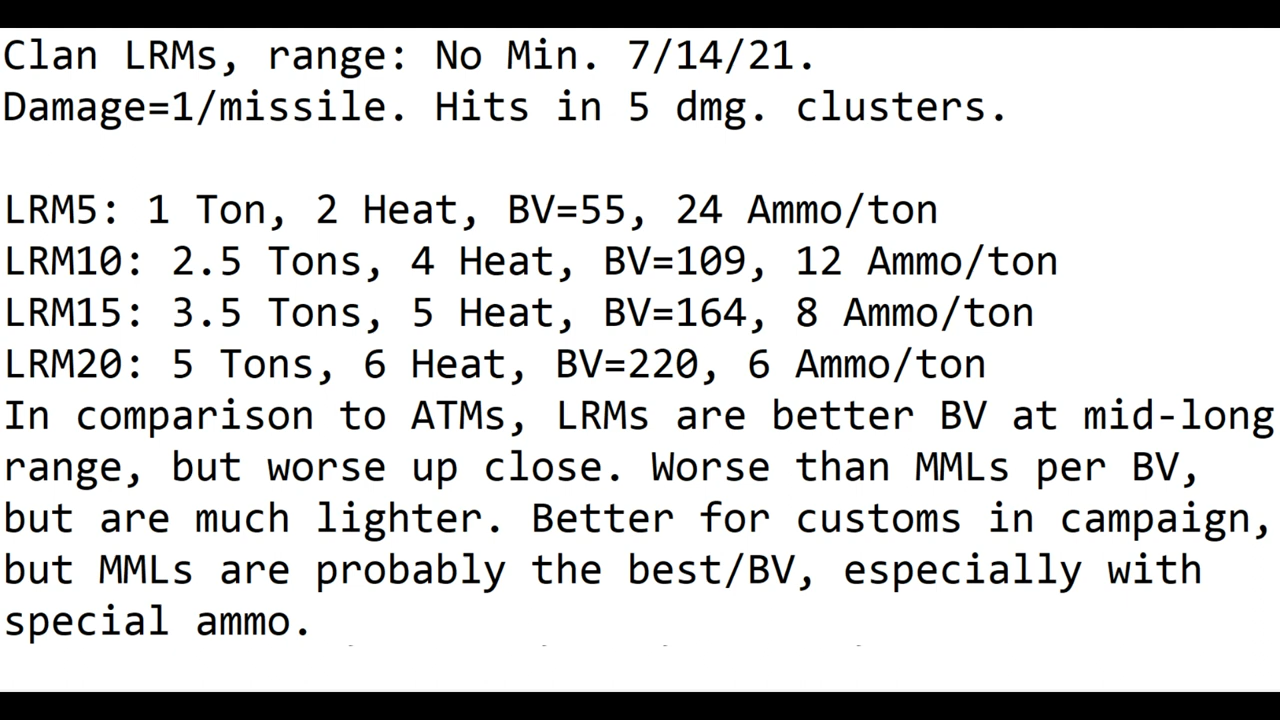 Clan LRMs, range: No Min. 7/14/21.
Damage=1/missile. Hits in 5 dmg. clusters.
LRM5: 1 Ton, 2 Heat, BV=55, 24 Ammo/ton
LRM10: 2.5 Tons, 4 Heat, BV=109, 12 Ammo/ton
LRM15: 3.5 Tons, 5 Heat, BV=164, 8 Ammo/ton
LRM20: 5 Tons, 6 Heat, BV=220, 6 Ammo/ton
In comparison to ATMs, LRMs are better BV at mid-long
range, but worse up close. Worse than MMLs per BV,
but are much lighter. Better for customs in campaign,
but MMLs are probably the best/BV, especially with
special ammo.